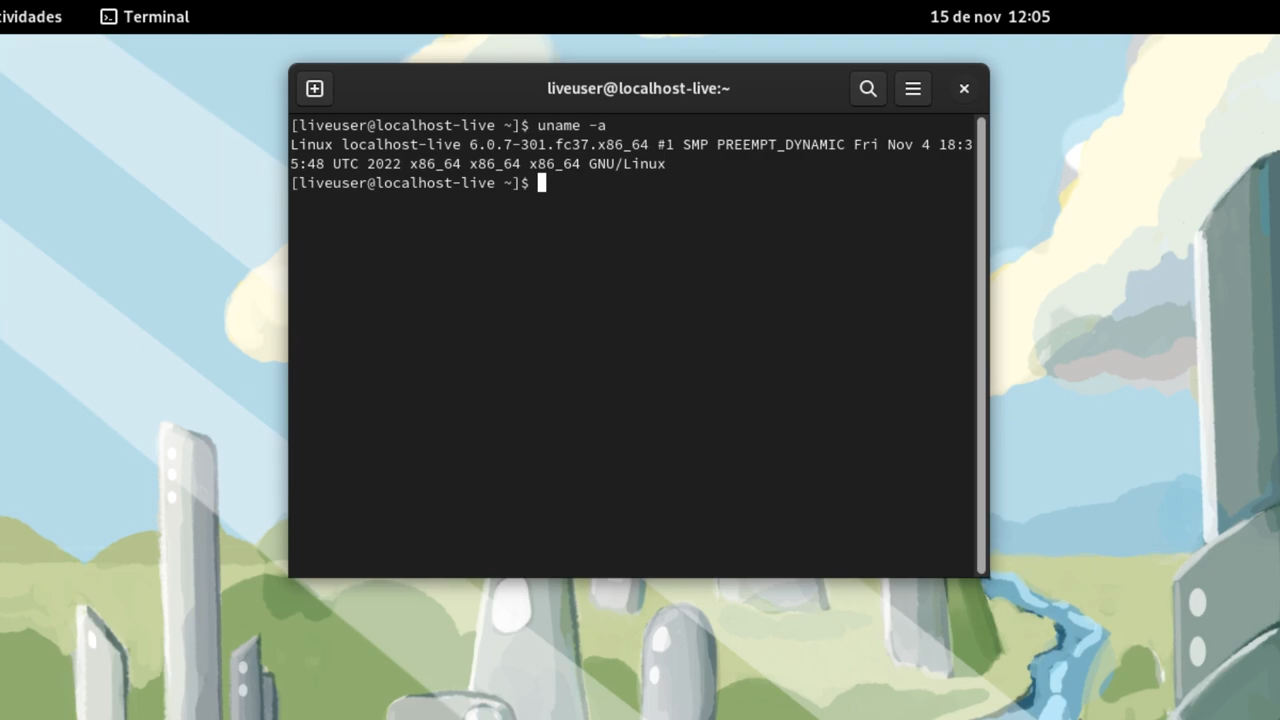 tividades Terminal 15 de nov 12:05
liveuser@localhost-live:~
[liveuser@localhost-live ~]$ uname -a
Linux localhost-live 6.0.7-301.fc37.x86_64 #1 SMP PREEMPT_DYNAMIC Fri Nov 4 18:3
5:48 UTC 2022 x86_64 x86_64 x86_64 GNU/Linux
[liveuser@localhost-live ~]$